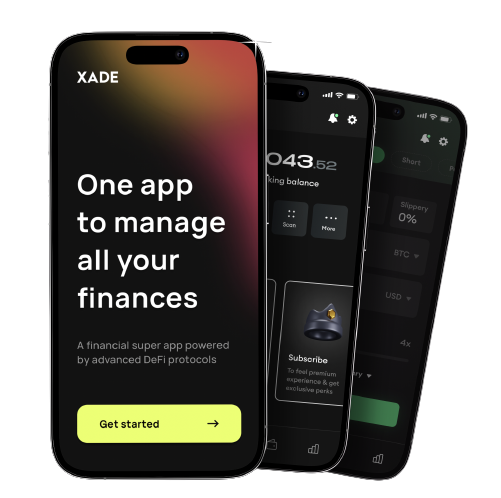 XADE
One app
to manage
all your
finances
A financial super app powered
by advanced DeFi protocols
Get started
043.52
king balance
Scan
More
Subscribe
To feel premium
experience & get
exclusive perks
Short
Slippery
0%
BTC
USD
4x